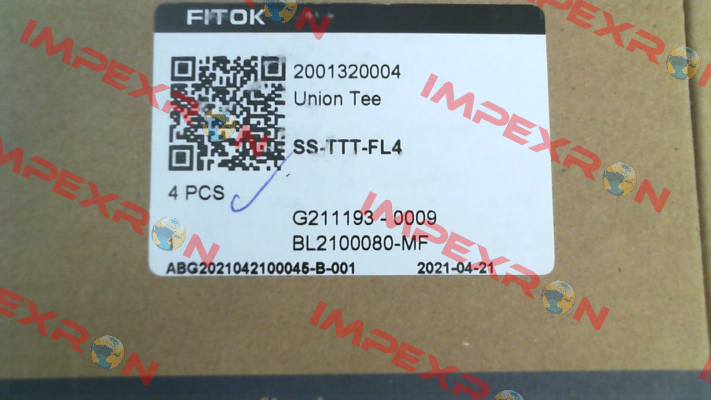 FITOK
2001320004
Union Tee
SS-TTT-FL4
4 PCS
G211193-0009
BL2100080-MF
ABG2021042100045-B-001 2021-04-21
IMPEXRON
IMPEXRON
IMPEXRON
IMPEXRON
IMPEXRON
IMPEXRON